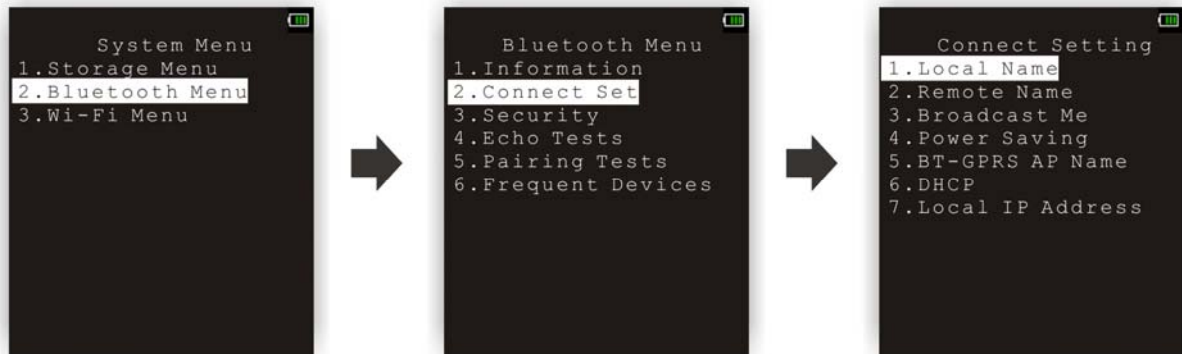 System Menu
1.Storage Menu
2.Bluetooth Menu
3.Wi-Fi Menu
Bluetooth Menu
1.Information
2.Connect Set
3.Security
4.Echo Tests
5.Pairing Tests
6.Frequent Devices
Connect Setting
1.Local Name
2.Remote Name
3.Broadcast Me
4.Power Saving
5.BT-GPRS AP Name
6.DHCP
7.Local IP Address